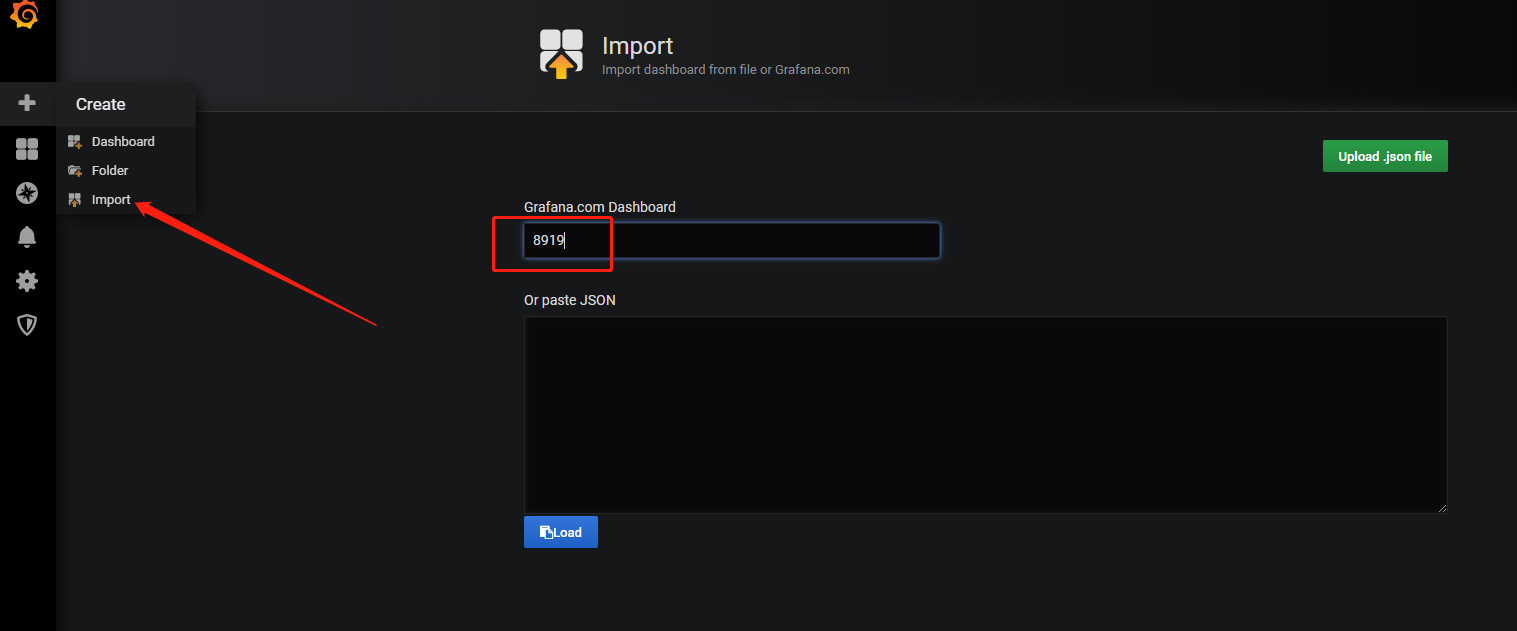 Import
Import dashboard from file or Grafana.com
Create
Dashboard
Folder
Import
Upload .json file
Grafana.com Dashboard
8919
Or paste JSON
Load